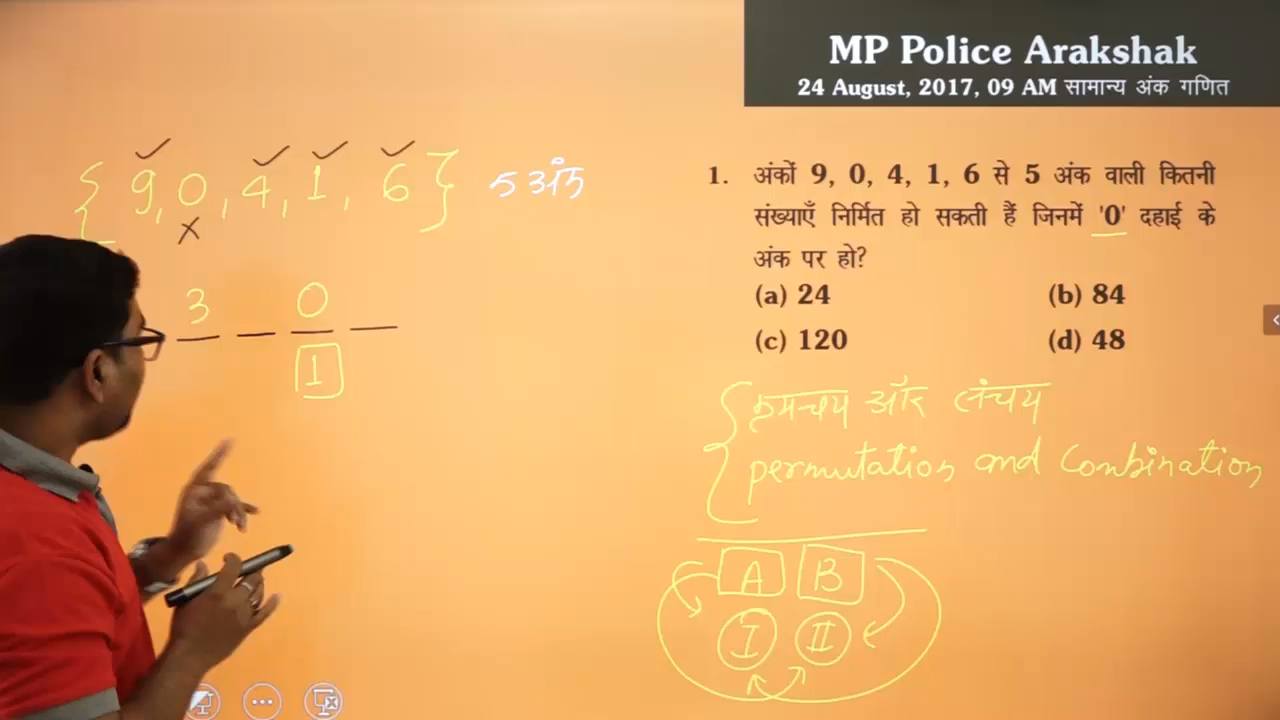 MP Police Arakshak
24 August, 2017, 09 AM सामान्य अंक गणित
{ 9, 0, 4, 1, 6 } 5 अंक
3 0
1
1. अंकों 9, 0, 4, 1, 6 से 5 अंक वाली कितनी
संख्याएँ निर्मित हो सकती हैं जिनमें '0' दहाई के
अंक पर हो?
(a) 24 (b) 84
(c) 120 (d) 48
क्रमचय और संचय
permutation and combination
A B
I II